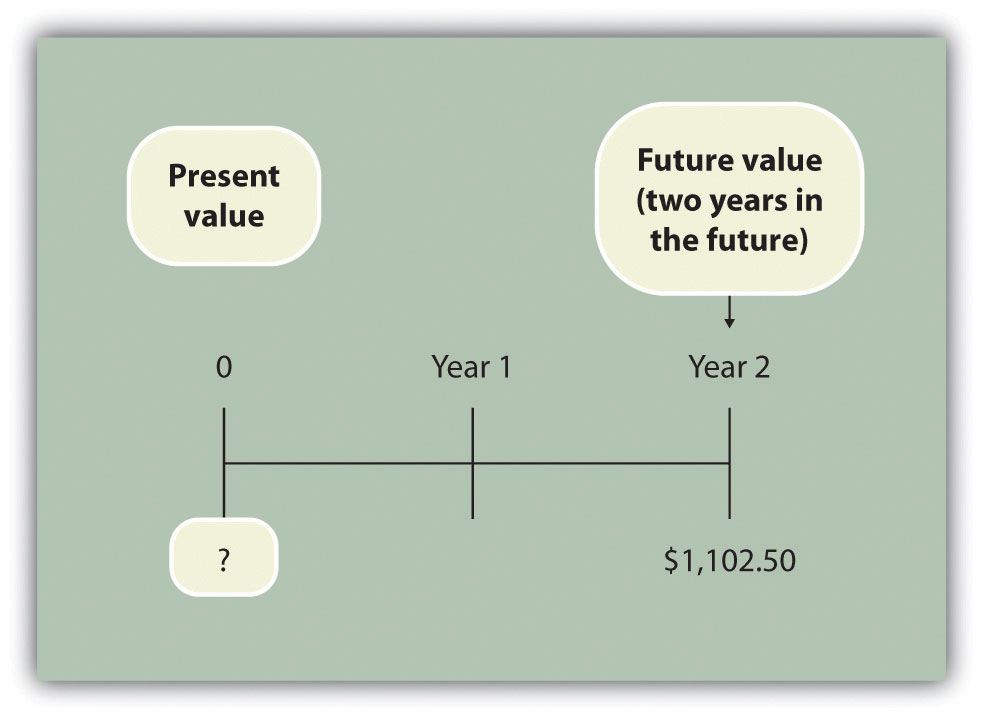 Present
value
Future value
(two years in
the future)
0
Year 1
Year 2
?
$1,102.50